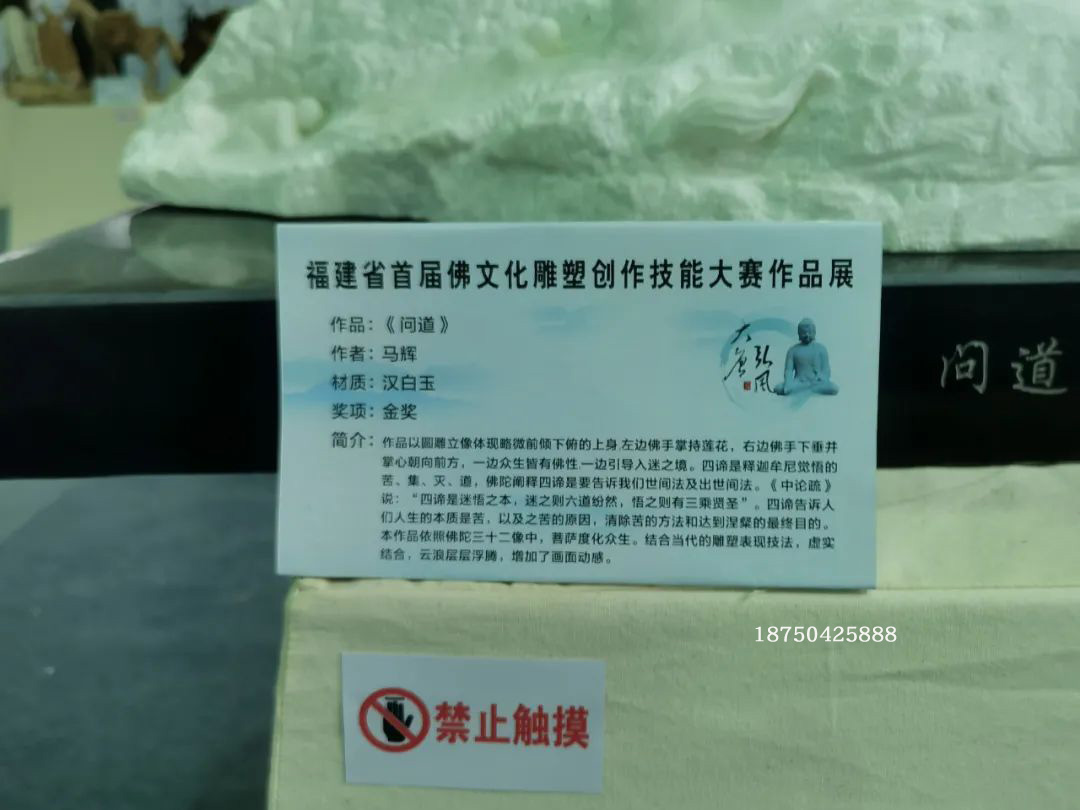 福建省首届佛文化雕塑创作技能大赛作品展
作品：《问道》
作者：马辉
材质：汉白玉
奖项：金奖
大唐
弘风
简介：作品以圆雕立像体现略微前倾下俯的上身,左边佛手掌持莲花，右边佛手下垂并
掌心朝向前方，一边众生皆有佛性,一边引导入迷之境。四谛是释迦牟尼觉悟的
苦、集、灭、道，佛陀阐释四谛是要告诉我们世间法及出世间法。《中论疏》
说：“四谛是迷悟之本，迷之则六道纷然，悟之则有三乘贤圣”。四谛告诉人
们人生的本质是苦，以及之苦的原因，清除苦的方法和达到涅槃的最终目的。
本作品依照佛陀三十二像中，菩萨度化众生。结合当代的雕塑表现技法，虚实
结合，云浪层层浮腾，增加了画面动感。
问道
18750425888
禁止触摸